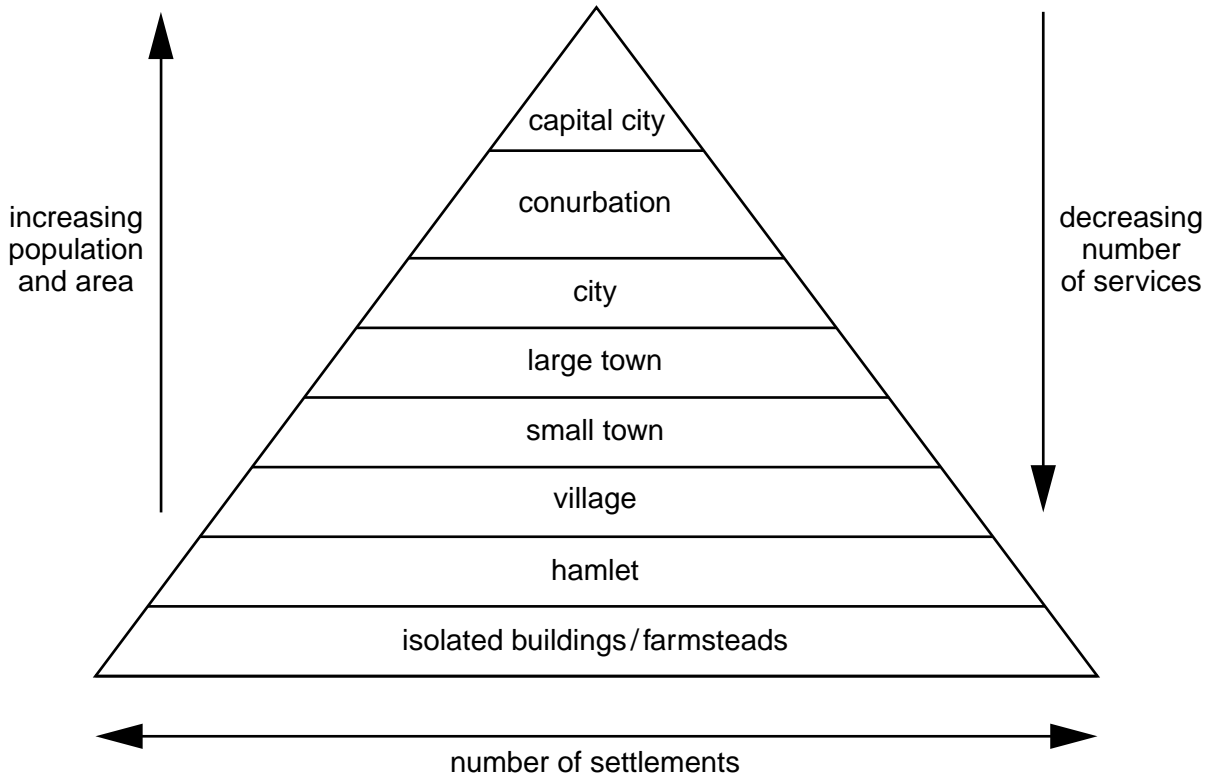 capital city
conurbation
city
large town
small town
village
hamlet
isolated buildings/farmsteads
increasing
population
and area
decreasing
number
of services
number of settlements